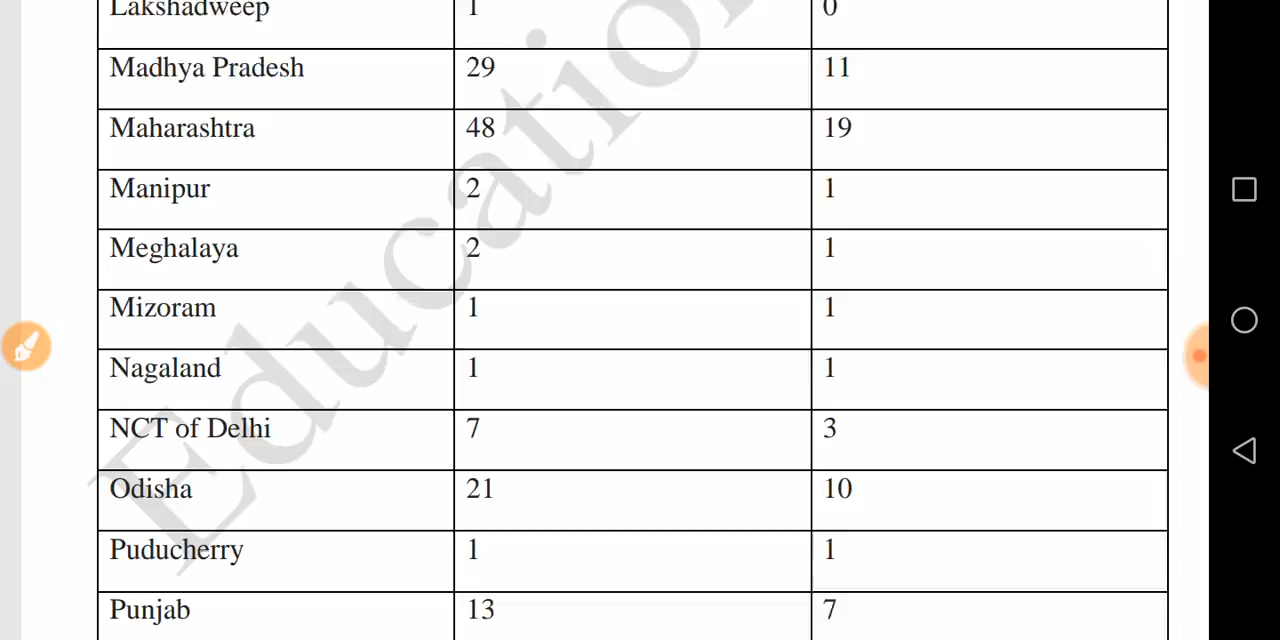 Lakshadweep 1 0
Madhya Pradesh 29 11
Maharashtra 48 19
Manipur 2 1
Meghalaya 2 1
Mizoram 1 1
Nagaland 1 1
NCT of Delhi 7 3
Odisha 21 10
Puducherry 1 1
Punjab 13 7
Education